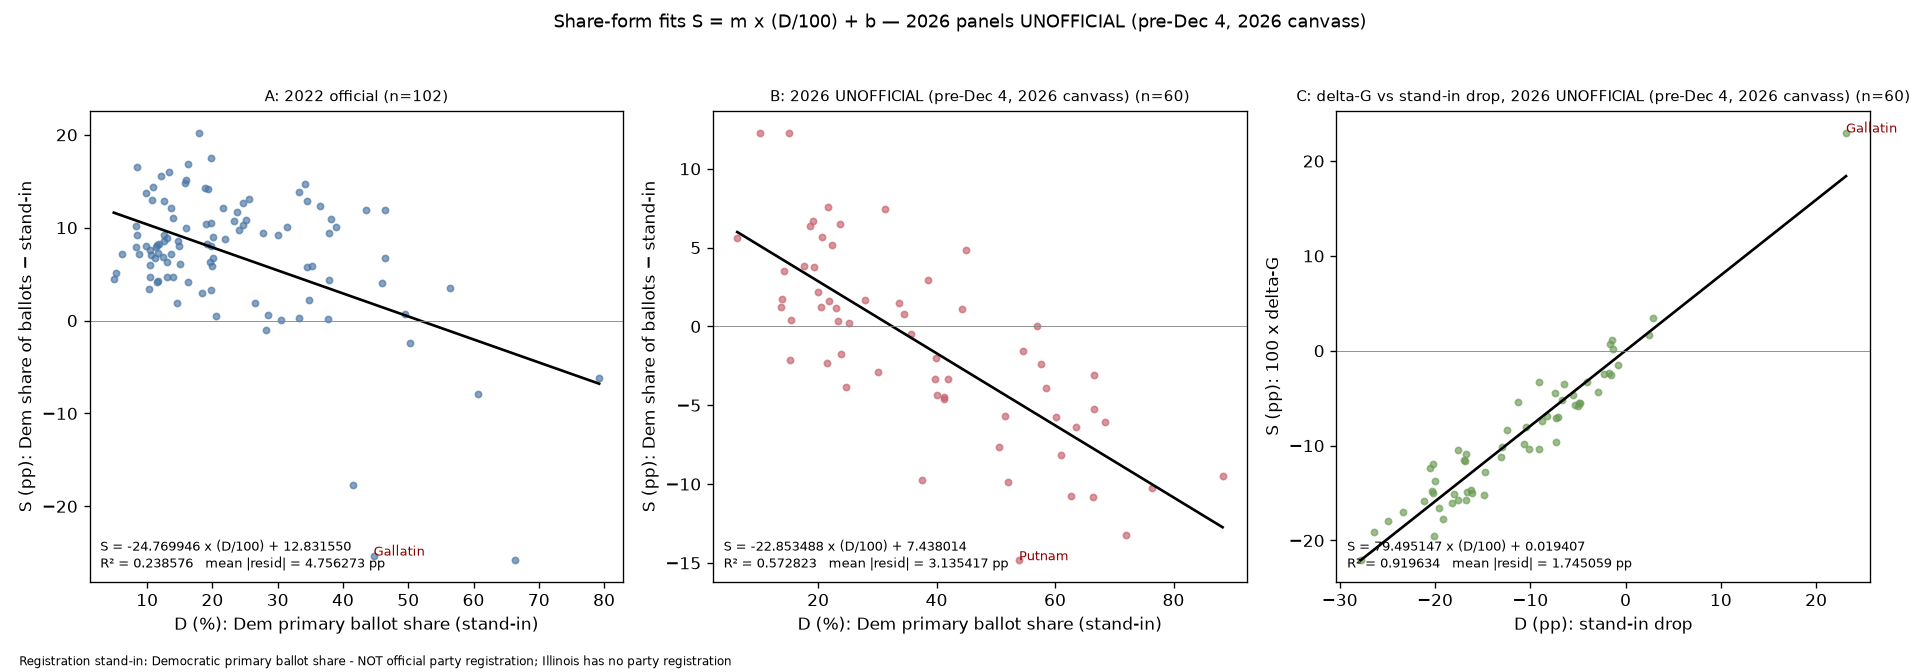 Share-form fits S = m x (D/100) + b — 2026 panels UNOFFICIAL (pre-Dec 4, 2026 canvass)
A: 2022 official (n=102)
S (pp): Dem share of ballots − stand-in
20
10
0
−10
−20
Gallatin
S = -24.769946 x (D/100) + 12.831550
R² = 0.238576 mean |resid| = 4.756273 pp
10 20 30 40 50 60 70 80
D (%): Dem primary ballot share (stand-in)
B: 2026 UNOFFICIAL (pre-Dec 4, 2026 canvass) (n=60)
S (pp): Dem share of ballots − stand-in
10
5
0
−5
−10
−15
S = -22.853488 x (D/100) + 7.438014
Putnam
R² = 0.572823 mean |resid| = 3.135417 pp
20 40 60 80
D (%): Dem primary ballot share (stand-in)
C: delta-G vs stand-in drop, 2026 UNOFFICIAL (pre-Dec 4, 2026 canvass) (n=60)
Gallatin
S (pp): 100 x delta-G
20
10
0
−10
−20
S = 79.495147 x (D/100) + 0.019407
R² = 0.919634 mean |resid| = 1.745059 pp
−30 −20 −10 0 10 20
D (pp): stand-in drop
Registration stand-in: Democratic primary ballot share - NOT official party registration; Illinois has no party registration